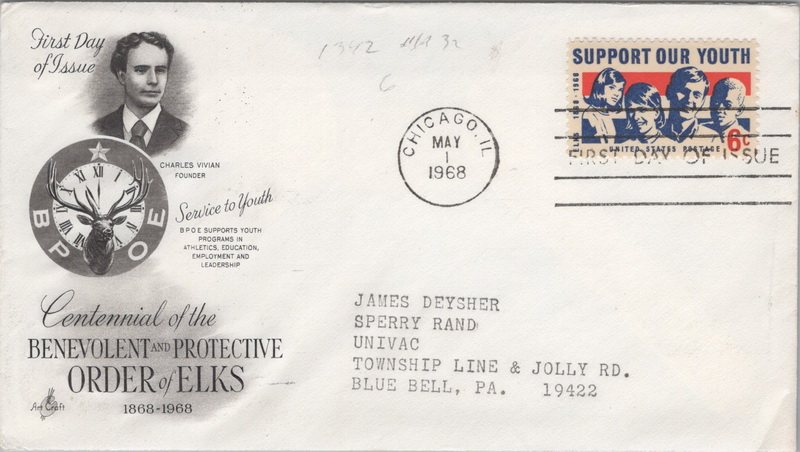 First Day
of Issue
CHARLES VIVIAN
FOUNDER
BPOE
Service to Youth
B P O E SUPPORTS YOUTH
PROGRAMS IN
ATHLETICS, EDUCATION,
EMPLOYMENT AND
LEADERSHIP
Centennial of the
BENEVOLENT AND PROTECTIVE
ORDER of ELKS
1868-1968
Art Craft
1342
6
CHICAGO, IL
MAY
1
1968
SUPPORT OUR YOUTH
ELKS 1868-1968
UNITED STATES POSTAGE
6c
FIRST DAY OF ISSUE
JAMES DEYSHER
SPERRY RAND
UNIVAC
TOWNSHIP LINE & JOLLY RD.
BLUE BELL, PA. 19422